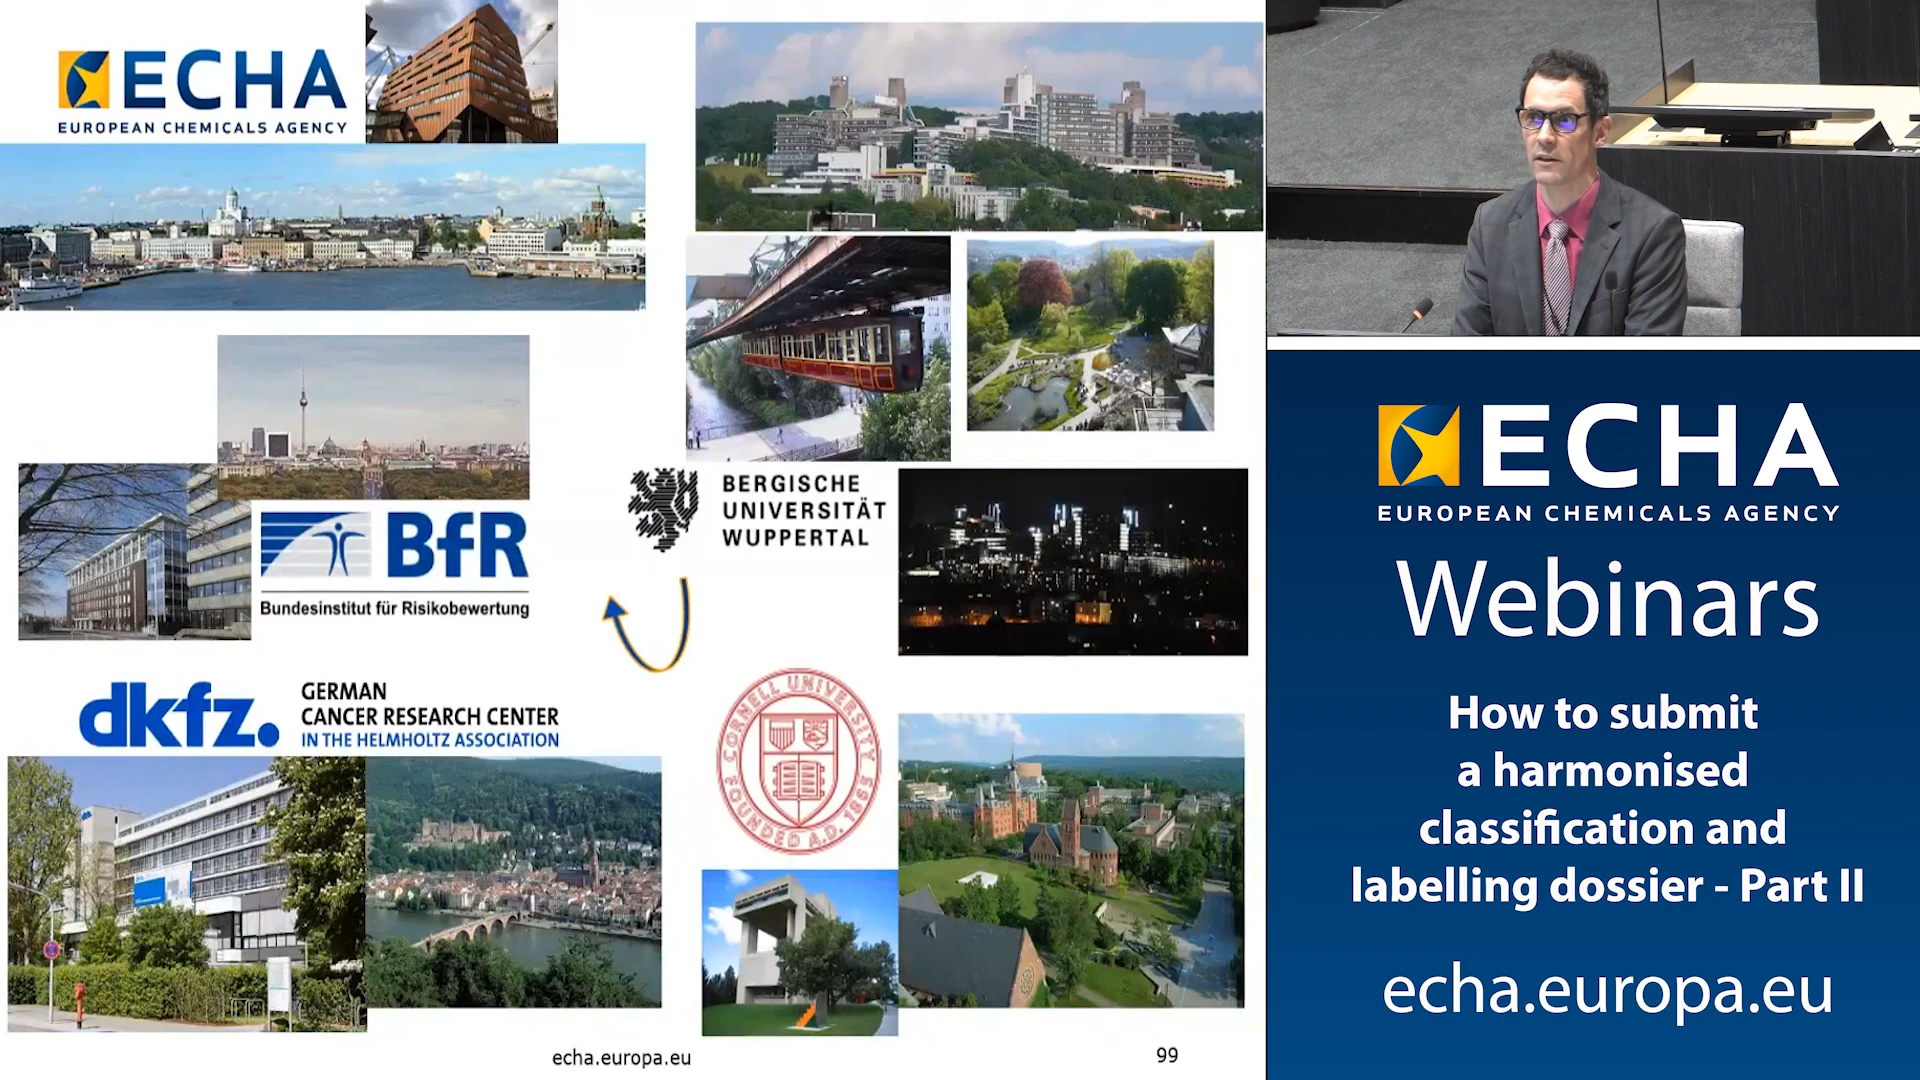 ECHA
EUROPEAN CHEMICALS AGENCY
BfR
Bundesinstitut für Risikobewertung
BERGISCHE
UNIVERSITÄT
WUPPERTAL
dkfz.
GERMAN
CANCER RESEARCH CENTER
IN THE HELMHOLTZ ASSOCIATION
CORNELL UNIVERSITY
FOUNDED A.D. 1865
echa.europa.eu
99
ECHA
EUROPEAN CHEMICALS AGENCY
Webinars
How to submit
a harmonised
classification and
labelling dossier - Part II
echa.europa.eu